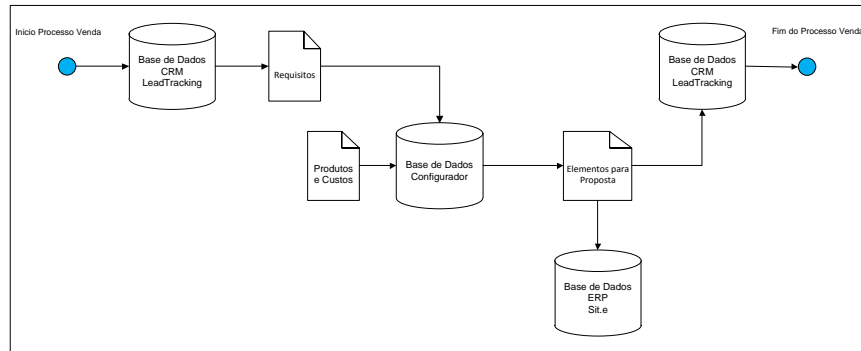 Inicio Processo Venda
Base de Dados
CRM
LeadTracking
Requisitos
Produtos
e Custos
Base de Dados
Configurador
Elementos para
Proposta
Base de Dados
ERP
Sit.e
Base de Dados
CRM
LeadTracking
Fim do Processo Venda